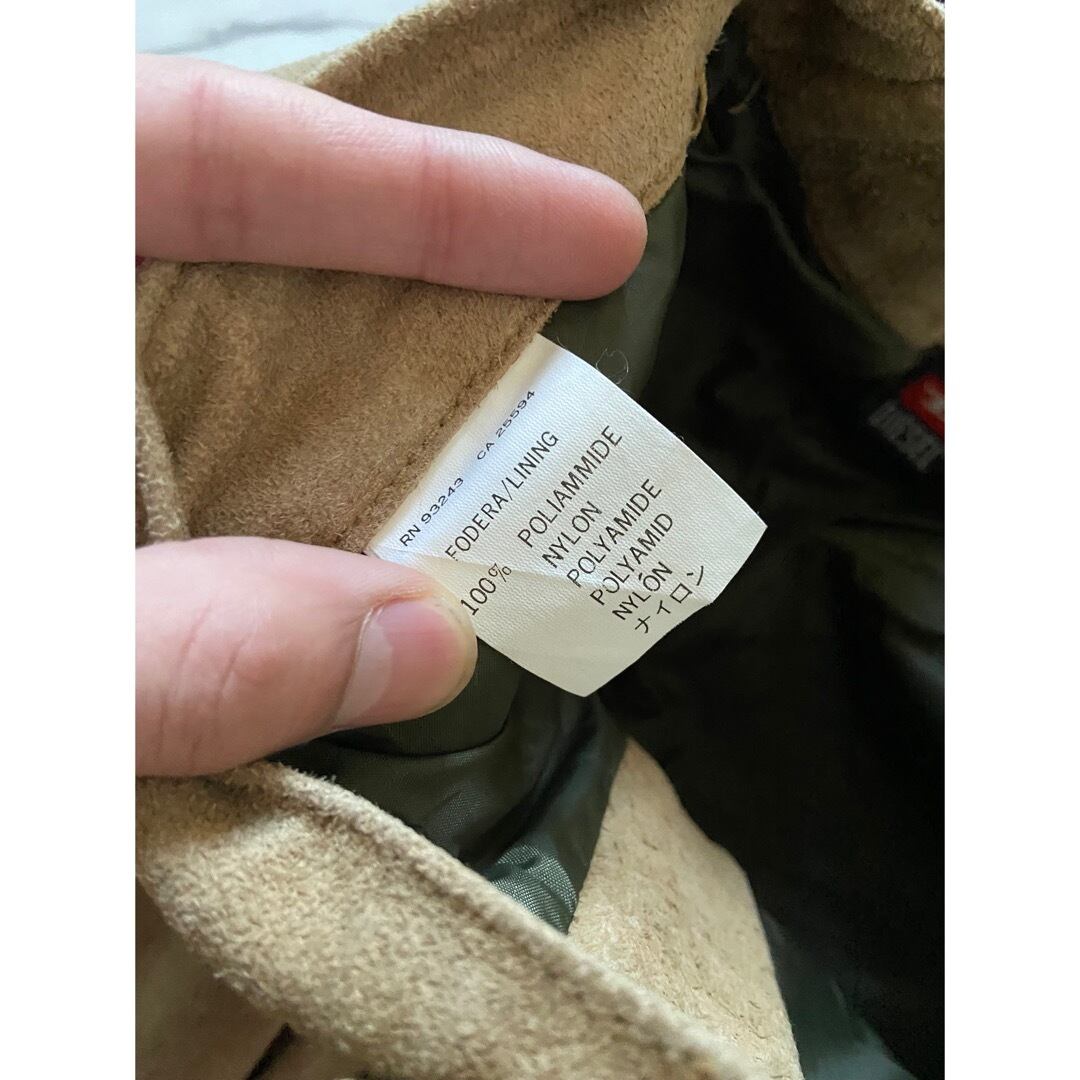 RN 93243 CA 25594
FODERA/LINING
100% POLIAMMIDE
NYLON
POLYAMIDE
POLYAMID
NYLÓN
ナイロン